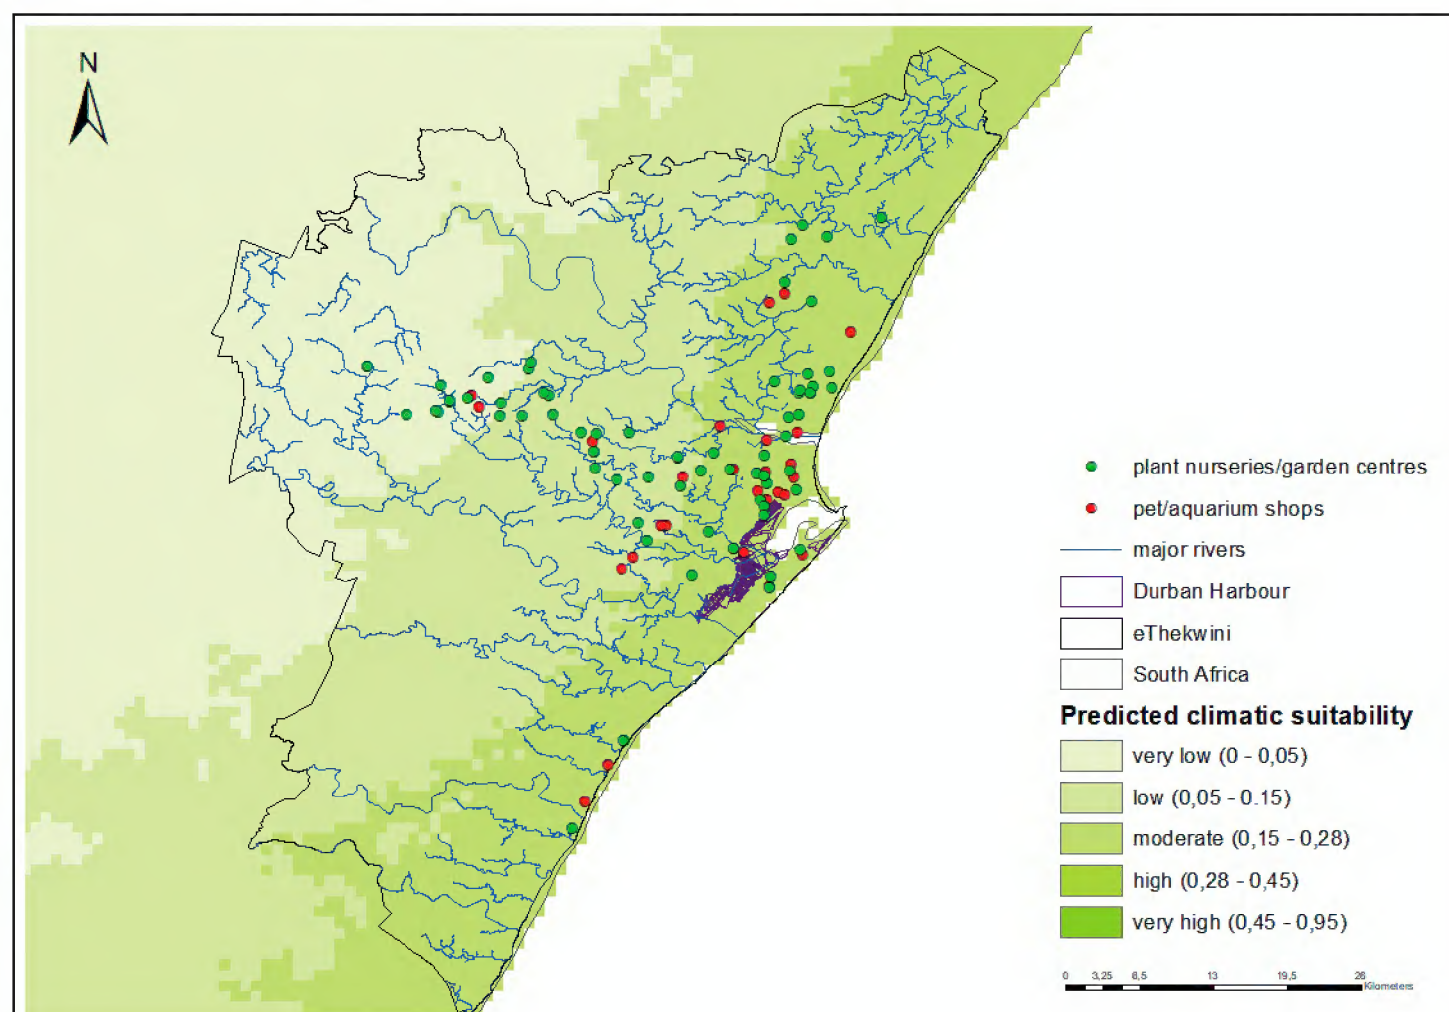 N
plant nurseries/garden centres
pet/aquarium shops
major rivers
Durban Harbour
eThekwini
South Africa
Predicted climatic suitability
very low (0 - 0,05)
low (0,05 - 0.15)
moderate (0,15 - 0,28)
high (0,28 - 0,45)
very high (0,45 - 0,95)
0 3,25 6,5 13 19,5 26
Kilometers